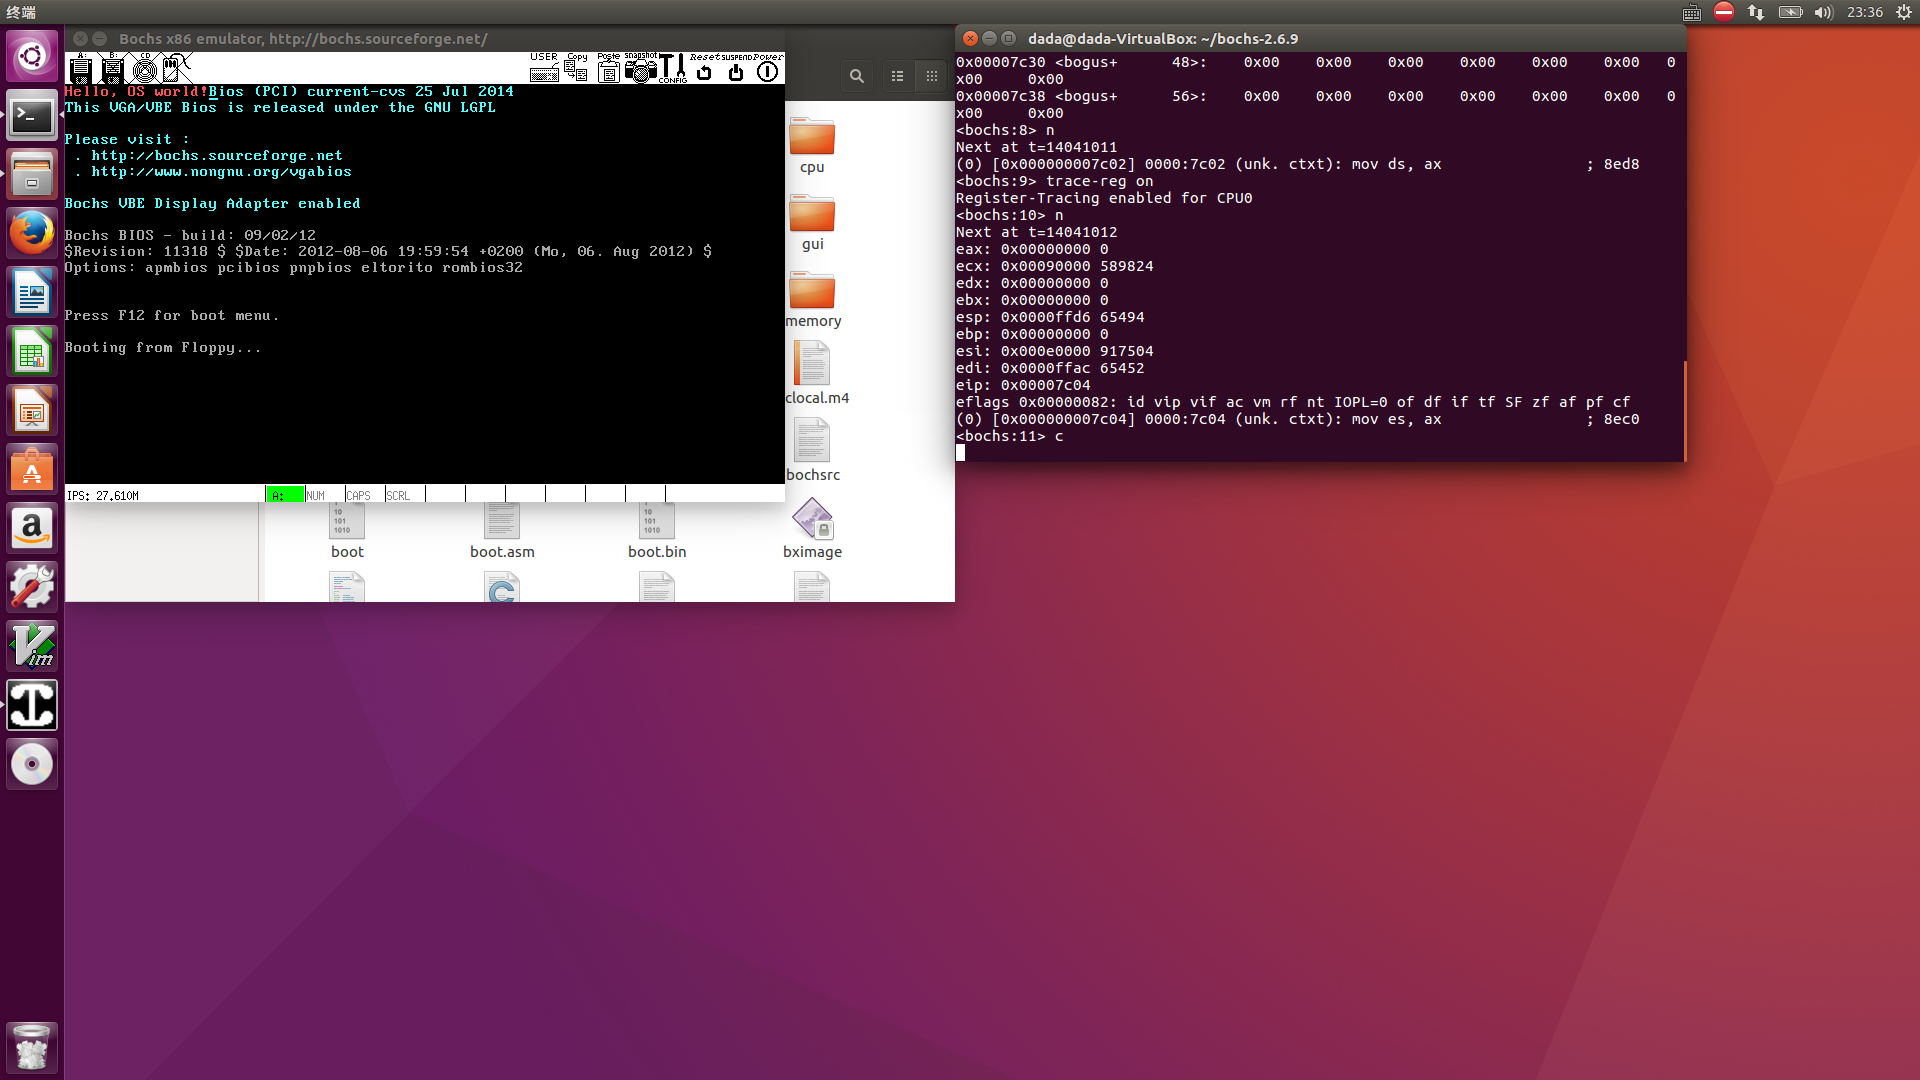 终端
23:36
Bochs x86 emulator, http://bochs.sourceforge.net/
A: B: CD USER Copy Poste snapshot CONFIG Reset SUSPEND Power
Hello, OS world!Bios (PCI) current-cvs 25 Jul 2014
This VGA/VBE Bios is released under the GNU LGPL
Please visit :
. http://bochs.sourceforge.net
. http://www.nongnu.org/vgabios
Bochs VBE Display Adapter enabled
Bochs BIOS - build: 09/02/12
$Revision: 11318 $ $Date: 2012-08-06 19:59:54 +0200 (Mo, 06. Aug 2012) $
Options: apmbios pcibios pnpbios eltorito rombios32
Press F12 for boot menu.
Booting from Floppy...
IPS: 27.610M A: NUM CAPS SCRL
cpu
gui
memory
clocal.m4
bochsrc
boot boot.asm boot.bin bximage
dada@dada-VirtualBox: ~/bochs-2.6.9
0x00007c30 <bogus+ 48>: 0x00 0x00 0x00 0x00 0x00 0x00 0
x00 0x00
0x00007c38 <bogus+ 56>: 0x00 0x00 0x00 0x00 0x00 0x00 0
x00 0x00
<bochs:8> n
Next at t=14041011
(0) [0x000000007c02] 0000:7c02 (unk. ctxt): mov ds, ax ; 8ed8
<bochs:9> trace-reg on
Register-Tracing enabled for CPU0
<bochs:10> n
Next at t=14041012
eax: 0x00000000 0
ecx: 0x00090000 589824
edx: 0x00000000 0
ebx: 0x00000000 0
esp: 0x0000ffd6 65494
ebp: 0x00000000 0
esi: 0x000e0000 917504
edi: 0x0000ffac 65452
eip: 0x00007c04
eflags 0x00000082: id vip vif ac vm rf nt IOPL=0 of df if tf SF zf af pf cf
(0) [0x000000007c04] 0000:7c04 (unk. ctxt): mov es, ax ; 8ec0
<bochs:11> c